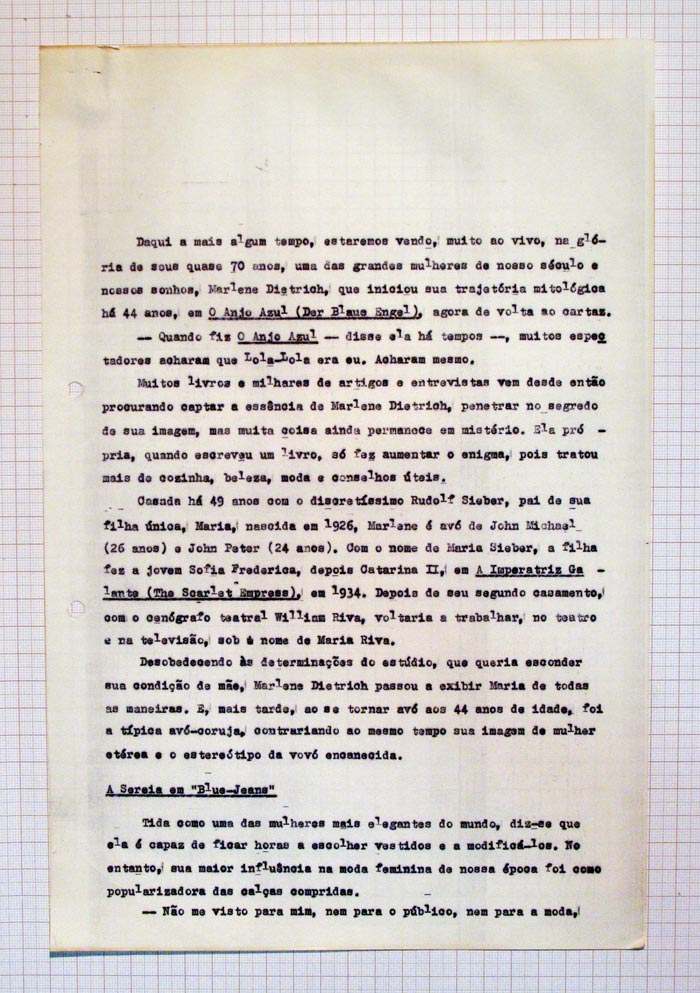 Daqui a mais algum tempo, estaremos vendo, muito ao vivo, na gló-
ria de seus quase 70 anos, uma das grandes mulheres de nosso século e
nossos sonhos, Marlene Dietrich, que iniciou sua trajetória mitológica
há 44 anos, em O Anjo Azul (Der Blaue Engel), agora de volta ao cartaz.
-- Quando fiz O Anjo Azul -- disse ela há tempos --, muitos espec
tadores acharam que Lola-Lola era eu. Acharam mesmo.
Muitos livros e milhares de artigos e entrevistas vem desde então
procurando captar a essência de Marlene Dietrich, penetrar no segredo
de sua imagem, mas muita coisa ainda permanece em mistério. Ela pró -
pria, quando escreveu um livro, só fez aumentar o enigma, pois tratou
mais de cozinha, beleza, moda e conselhos úteis.
Casada há 49 anos com o discretíssimo Rudolf Sieber, pai de sua
filha única, Maria, nascida em 1926, Marlene é avó de John Michael
(26 anos) e John Peter (24 anos). Com o nome de Maria Sieber, a filha
fez a jovem Sofia Frederica, depois Catarina II, em A Imperatriz Ga -
lante (The Scarlet Empress), em 1934. Depois de seu segundo casamento,
com o cenógrafo teatral William Riva, voltaria a trabalhar, no teatro
e na televisão, sob o nome de Maria Riva.
Desobedecendo às determinações do estúdio, que queria esconder
sua condição de mãe, Marlene Dietrich passou a exibir Maria de todas
as maneiras. E, mais tarde, ao se tornar avó aos 44 anos de idade, foi
a típica avó-coruja, contrariando ao mesmo tempo sua imagem de mulher
etérea e o estereótipo da vovó encanecida.
A Sereia em "Blue-Jeans"
Tida como uma das mulheres mais elegantes do mundo, diz-se que
ela é capaz de ficar horas a escolher vestidos e a modificá-los. No
entanto, sua maior influência na moda feminina de nossa época foi como
popularizadora das calças compridas.
-- Não me visto para mim, nem para o público, nem para a moda,